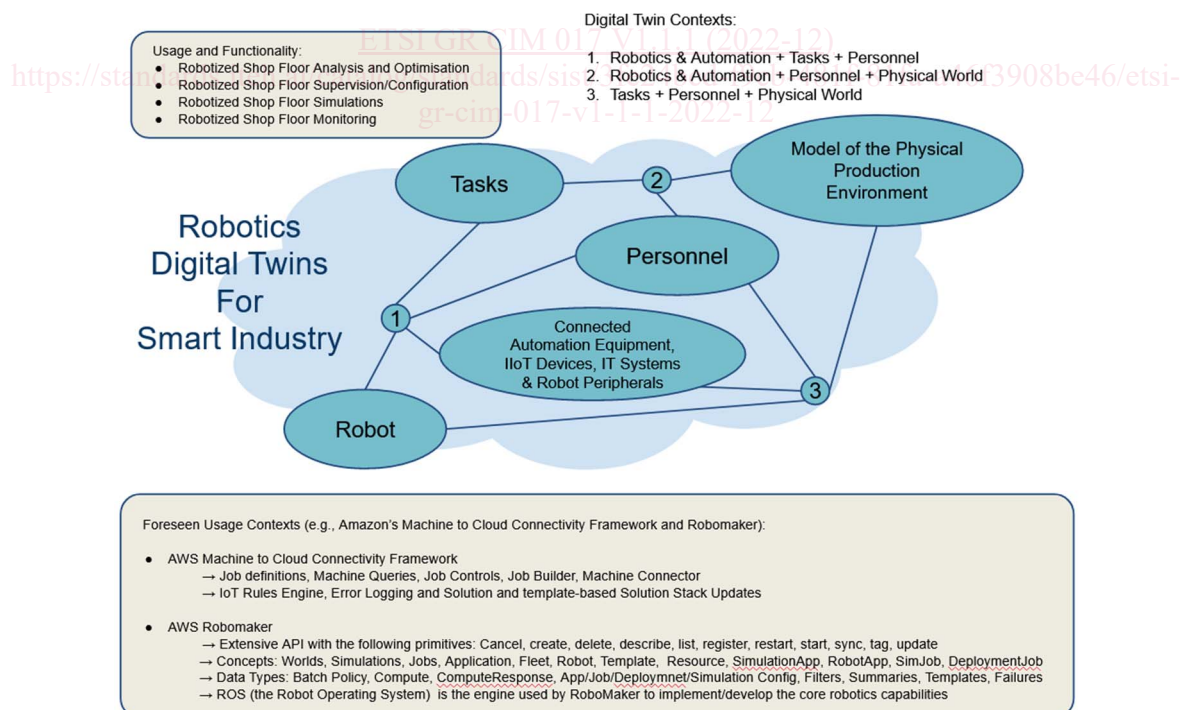 Digital Twin Contexts:
1. Robotics & Automation + Tasks + Personnel
2. Robotics & Automation + Personnel + Physical World
3. Tasks + Personnel + Physical World
ETSI GR CIM 017 V1.1.1 (2022-12)
gr-cim-017-v1-1-1-2022-12
Usage and Functionality:
● Robotized Shop Floor Analysis and Optimisation
● Robotized Shop Floor Supervision/Configuration
● Robotized Shop Floor Simulations
● Robotized Shop Floor Monitoring
Robotics
Digital Twins
For
Smart Industry
Tasks
2
Model of the Physical
Production
Environment
Personnel
1
Connected
Automation Equipment,
IIoT Devices, IT Systems
& Robot Peripherals
3
Robot
Foreseen Usage Contexts (e.g., Amazon's Machine to Cloud Connectivity Framework and Robomaker):
● AWS Machine to Cloud Connectivity Framework
→ Job definitions, Machine Queries, Job Controls, Job Builder, Machine Connector
→ IoT Rules Engine, Error Logging and Solution and template-based Solution Stack Updates
● AWS Robomaker
→ Extensive API with the following primitives: Cancel, create, delete, describe, list, register, restart, start, sync, tag, update
→ Concepts: Worlds, Simulations, Jobs, Application, Fleet, Robot, Template, Resource, SimulationApp, RobotApp, SimJob, DeploymentJob
→ Data Types: Batch Policy, Compute, ComputeResponse, App/Job/Deploymnet/Simulation Config, Filters, Summaries, Templates, Failures
→ ROS (the Robot Operating System) is the engine used by RoboMaker to implement/develop the core robotics capabilities